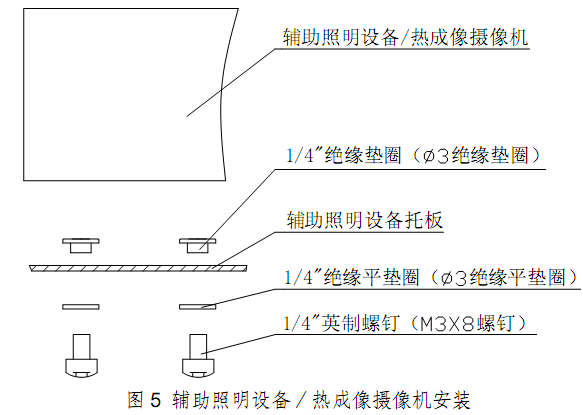 辅助照明设备/热成像摄像机
1/4"绝缘垫圈（Ø3绝缘垫圈）
辅助照明设备托板
1/4"绝缘平垫圈（Ø3绝缘平垫圈）
1/4"英制螺钉（M3X8螺钉）
图 5 辅助照明设备 / 热成像摄像机安装